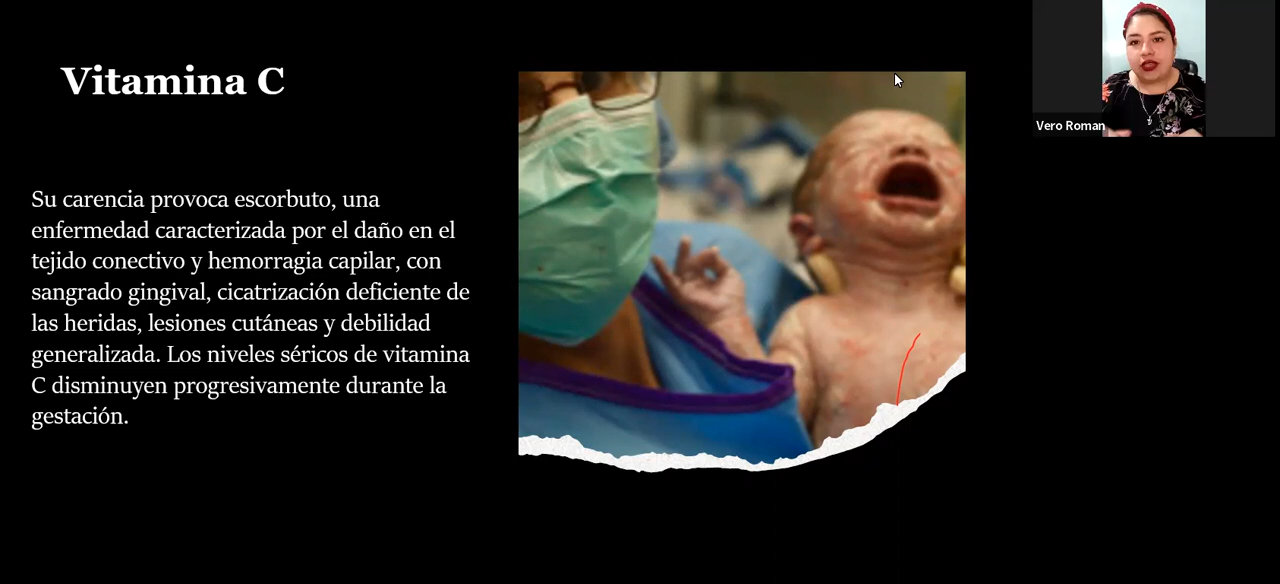 Vitamina C
Su carencia provoca escorbuto, una
enfermedad caracterizada por el daño en el
tejido conectivo y hemorragia capilar, con
sangrado gingival, cicatrización deficiente de
las heridas, lesiones cutáneas y debilidad
generalizada. Los niveles séricos de vitamina
C disminuyen progresivamente durante la
gestación.
Vero Roman